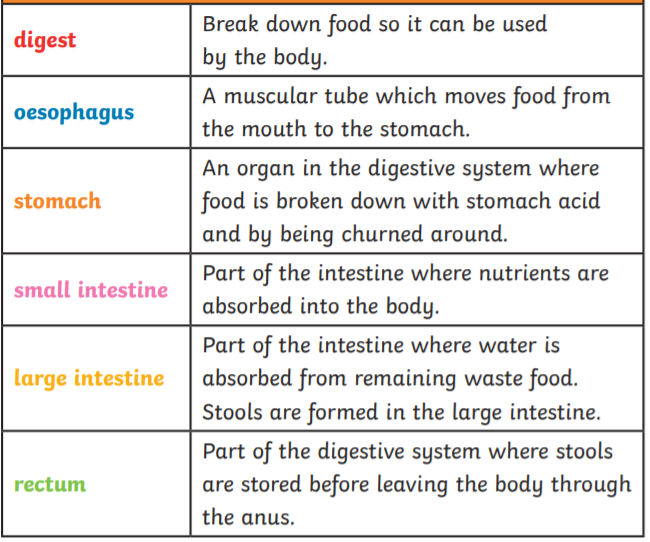 digest
Break down food so it can be used
by the body.
oesophagus
A muscular tube which moves food from
the mouth to the stomach.
stomach
An organ in the digestive system where
food is broken down with stomach acid
and by being churned around.
small intestine
Part of the intestine where nutrients are
absorbed into the body.
large intestine
Part of the intestine where water is
absorbed from remaining waste food.
Stools are formed in the large intestine.
rectum
Part of the digestive system where stools
are stored before leaving the body through
the anus.